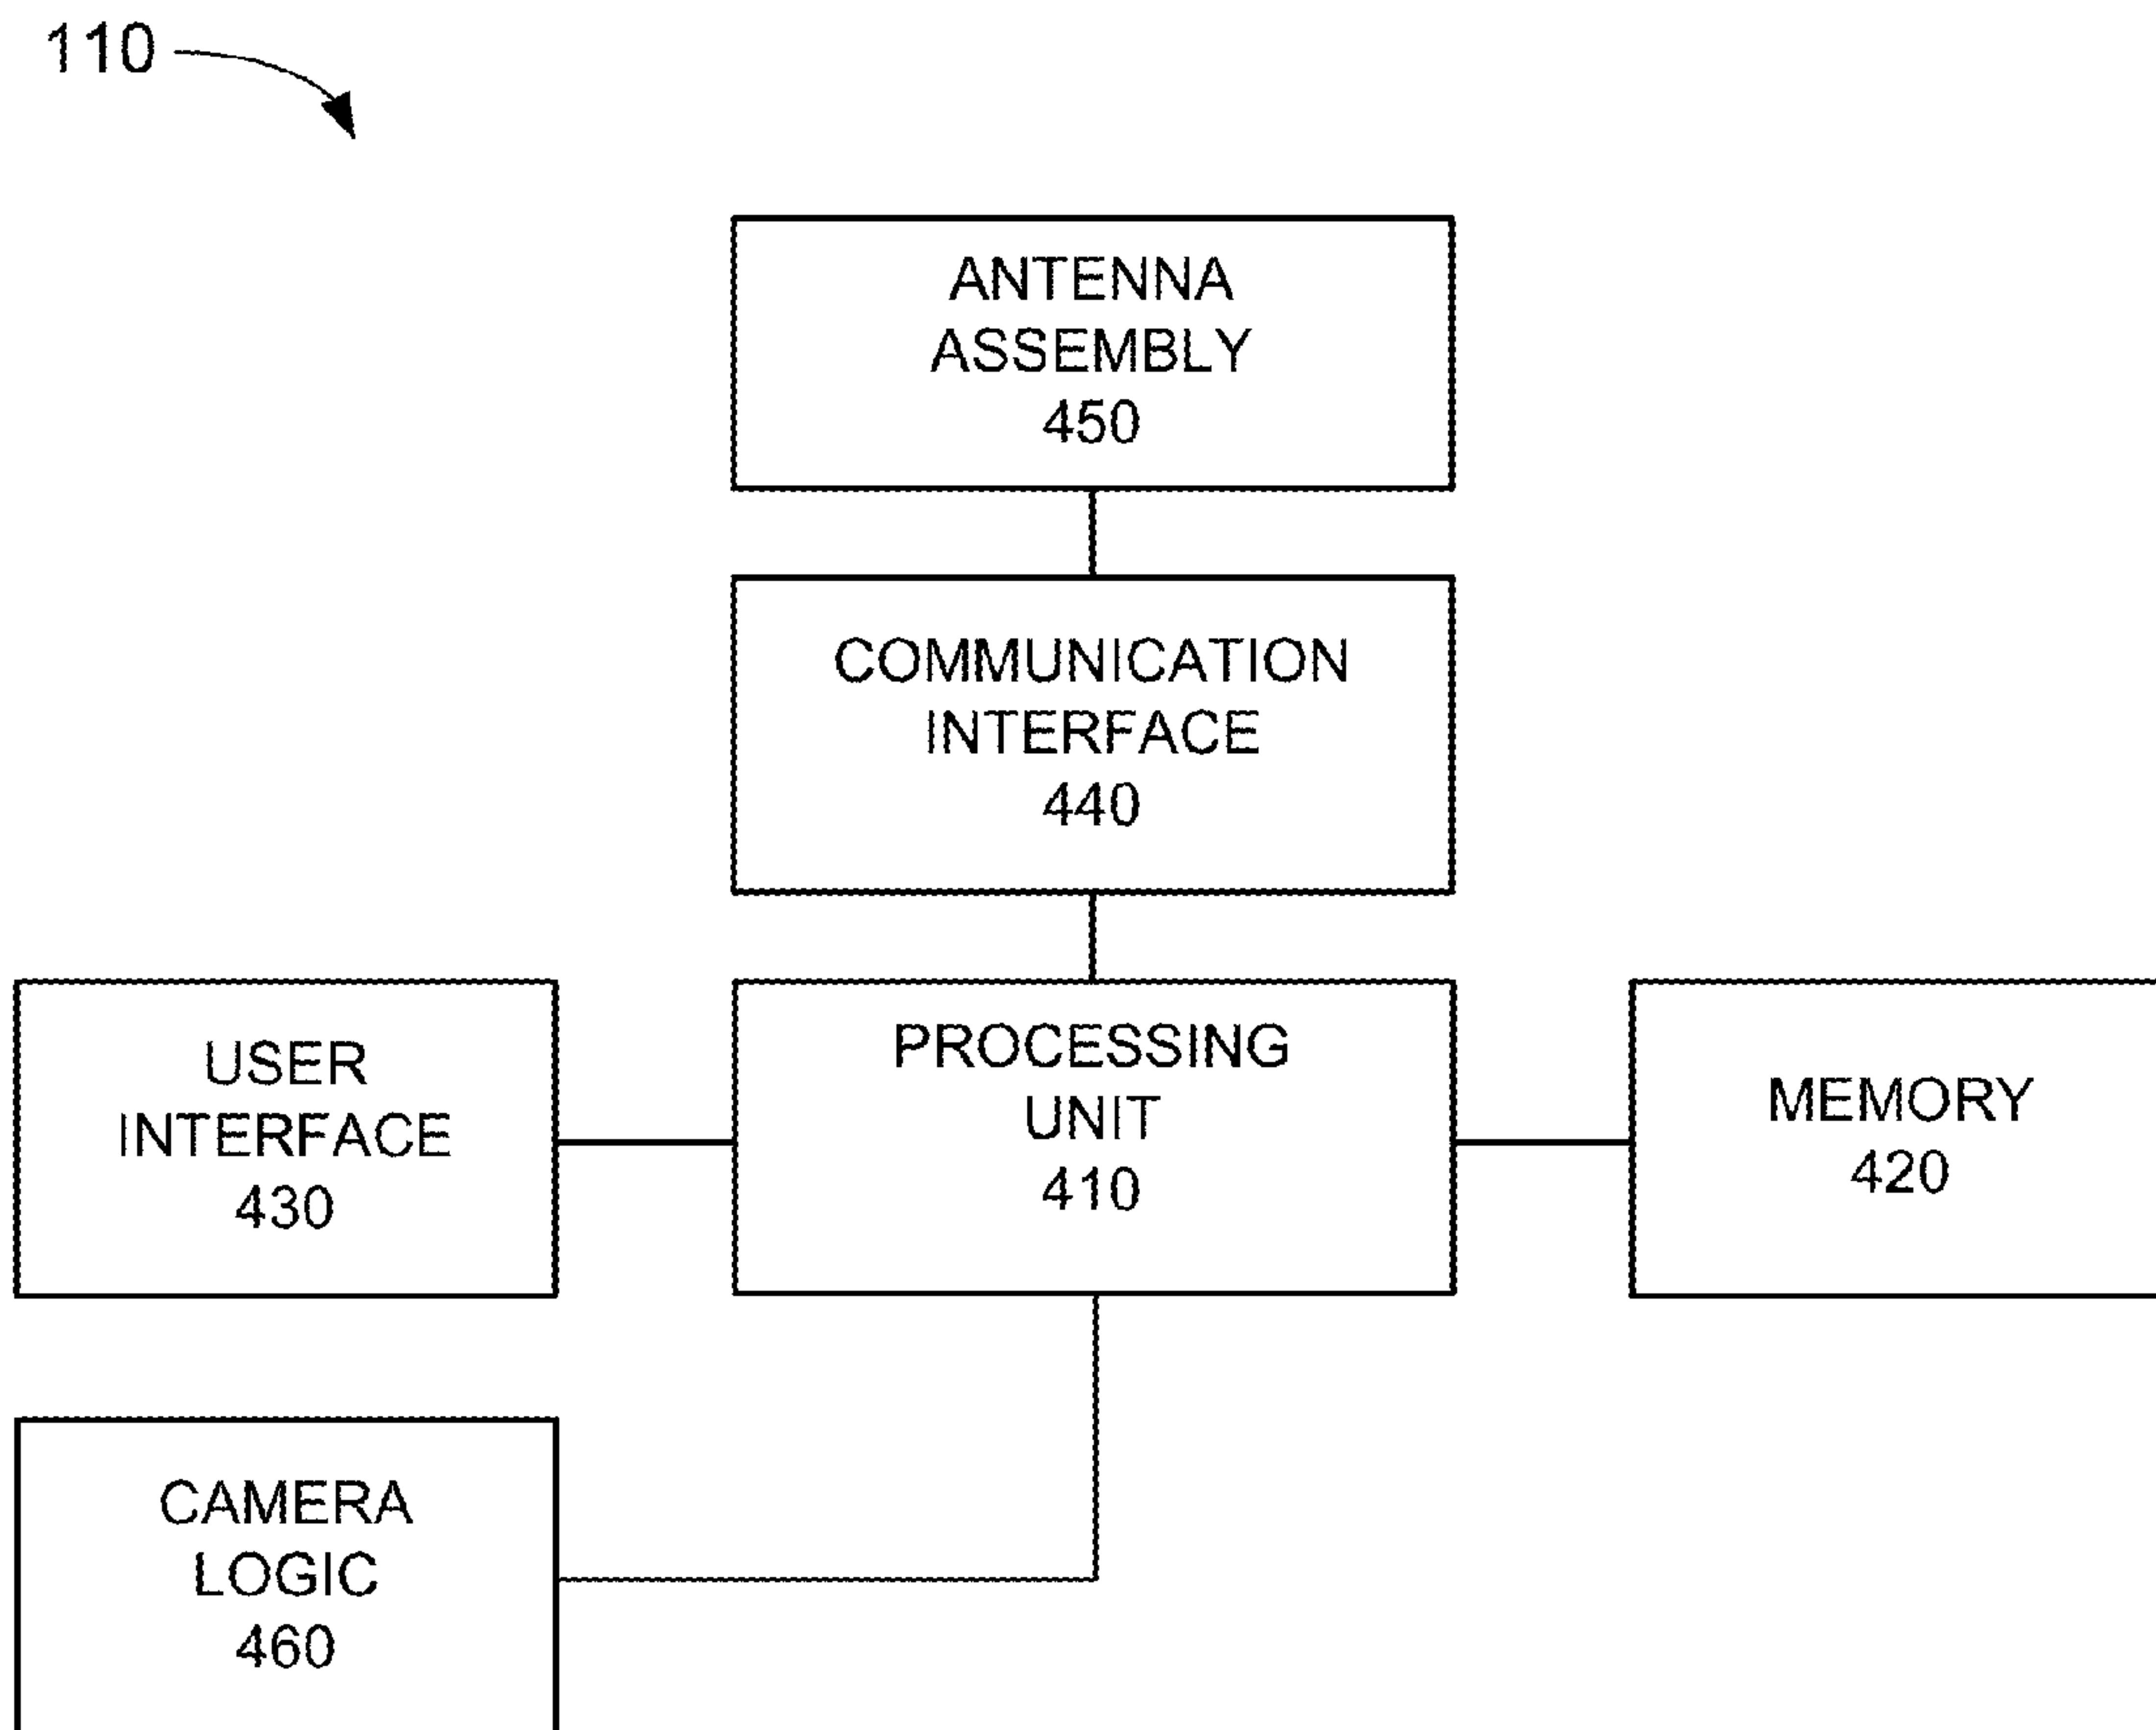 110
ANTENNA
ASSEMBLY
450
COMMUNICATION
INTERFACE
440
USER
INTERFACE
430
PROCESSING
UNIT
410
MEMORY
420
CAMERA
LOGIC
460